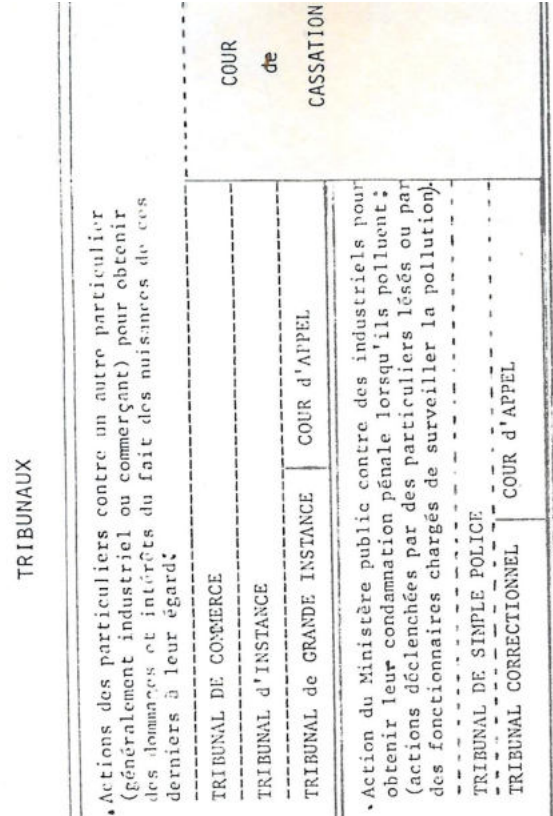 TRIBUNAUX
• Actions des particuliers contre un autre particulier
(généralement industriel ou commerçant) pour obtenir
des dommages et intérêts du fait des nuisances de ces
derniers à leur égard:
TRIBUNAL DE COMMERCE
TRIBUNAL d'INSTANCE
TRIBUNAL de GRANDE INSTANCE
COUR d'APPEL
COUR
de
CASSATION
• Action du Ministère public contre des industriels pour
obtenir leur condamnation pénale lorsqu'ils polluent:
(actions déclenchées par des particuliers lésés ou par
des fonctionnaires chargés de surveiller la pollution).
TRIBUNAL DE SIMPLE POLICE
TRIBUNAL CORRECTIONNEL
COUR d'APPEL